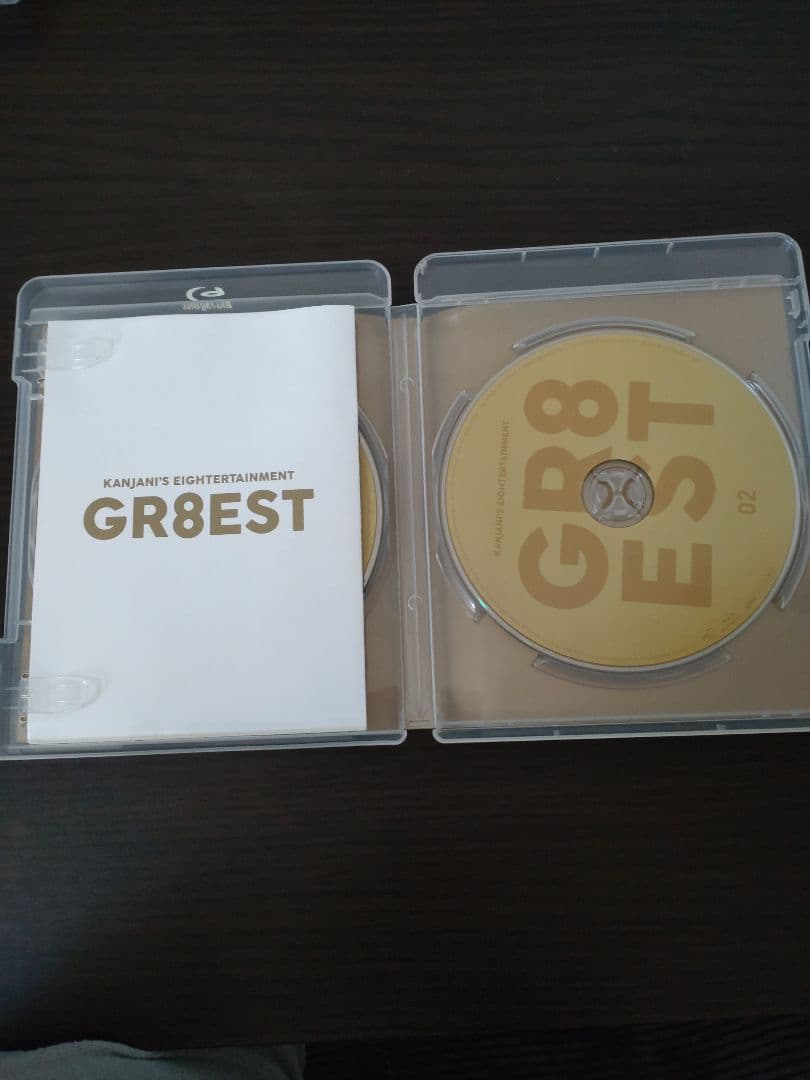 KANJANI'S EIGHTERTAINMENT
GR8EST
KANJANI'S EIGHTERTAINMENT
GR8
EST
02